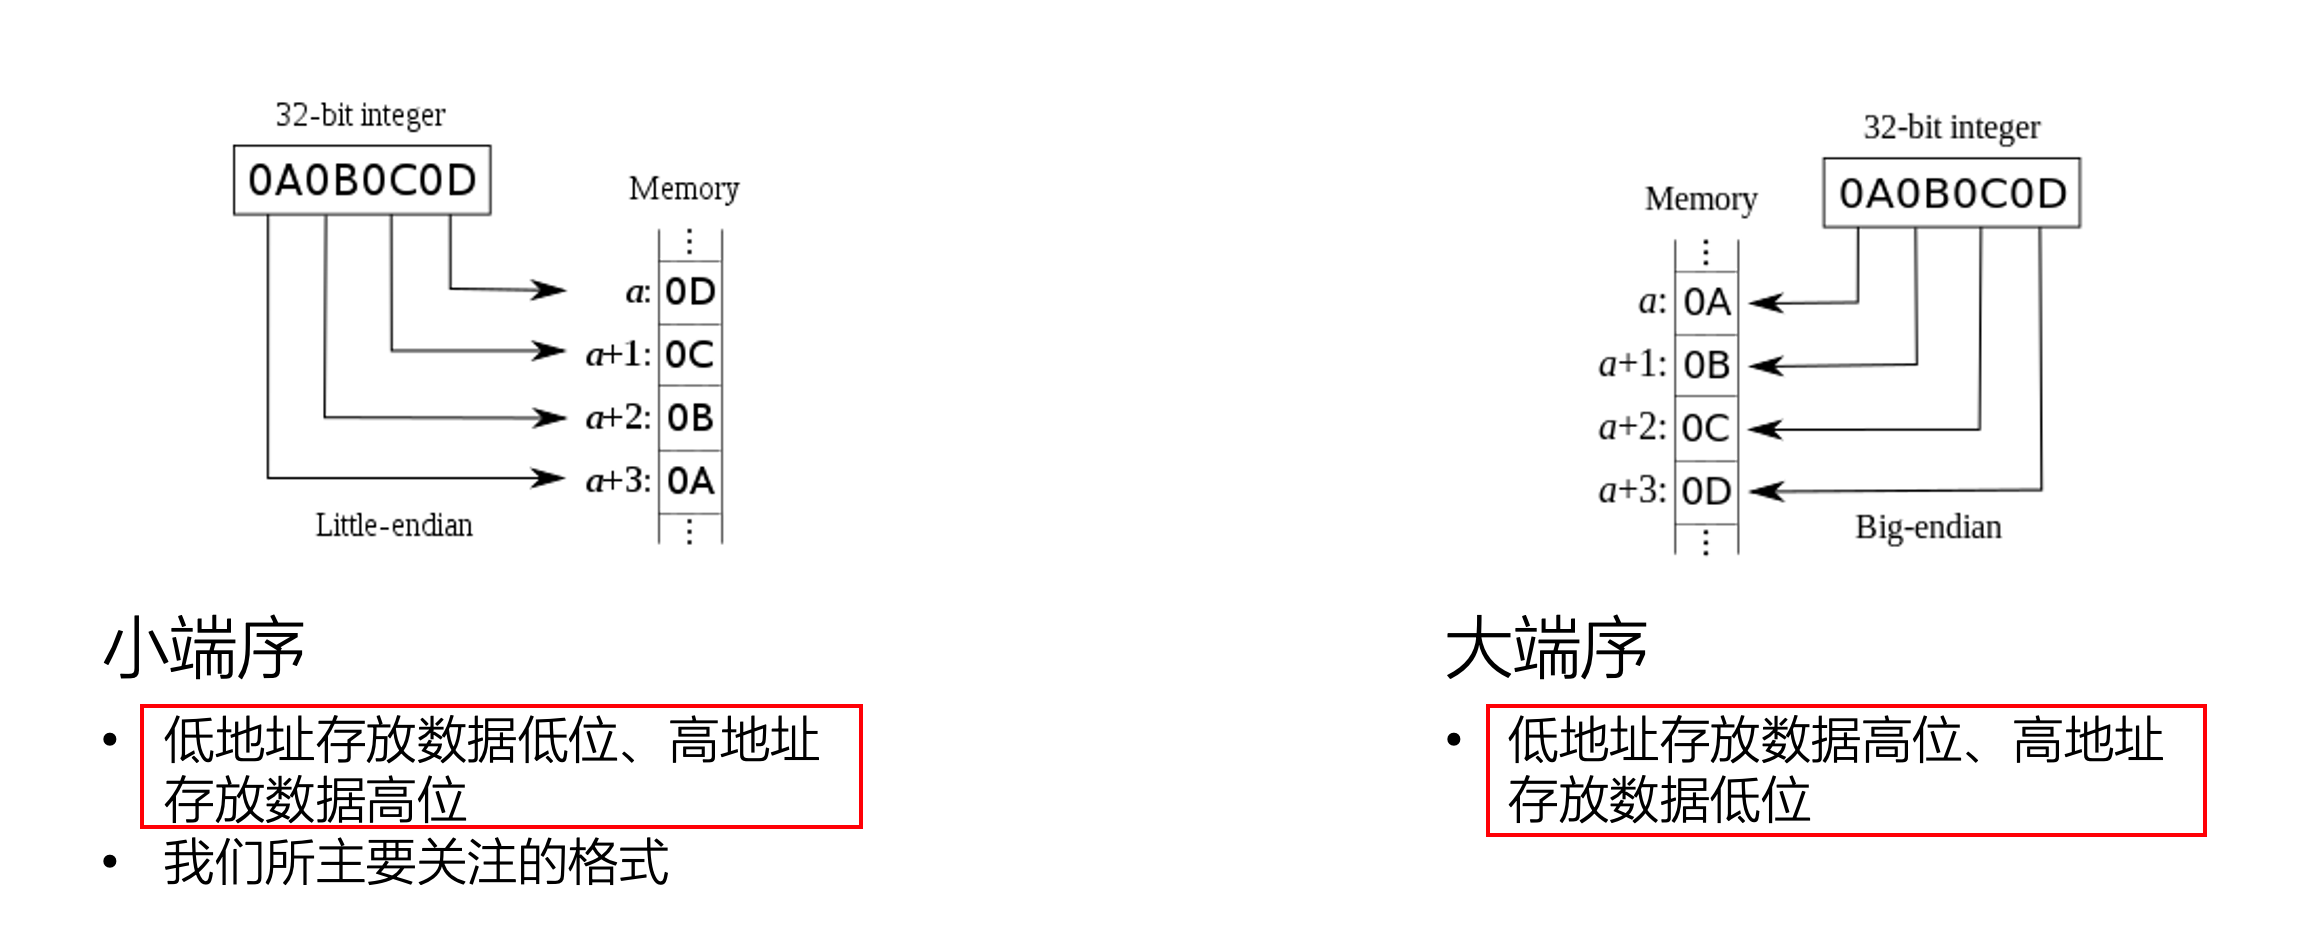 32-bit integer
0A0B0C0D
Memory
⋮
a: 0D
a+1: 0C
a+2: 0B
a+3: 0A
⋮
Little-endian
小端序
• 低地址存放数据低位、高地址
存放数据高位
• 我们所主要关注的格式
32-bit integer
0A0B0C0D
Memory
⋮
a: 0A
a+1: 0B
a+2: 0C
a+3: 0D
⋮
Big-endian
大端序
• 低地址存放数据高位、高地址
存放数据低位